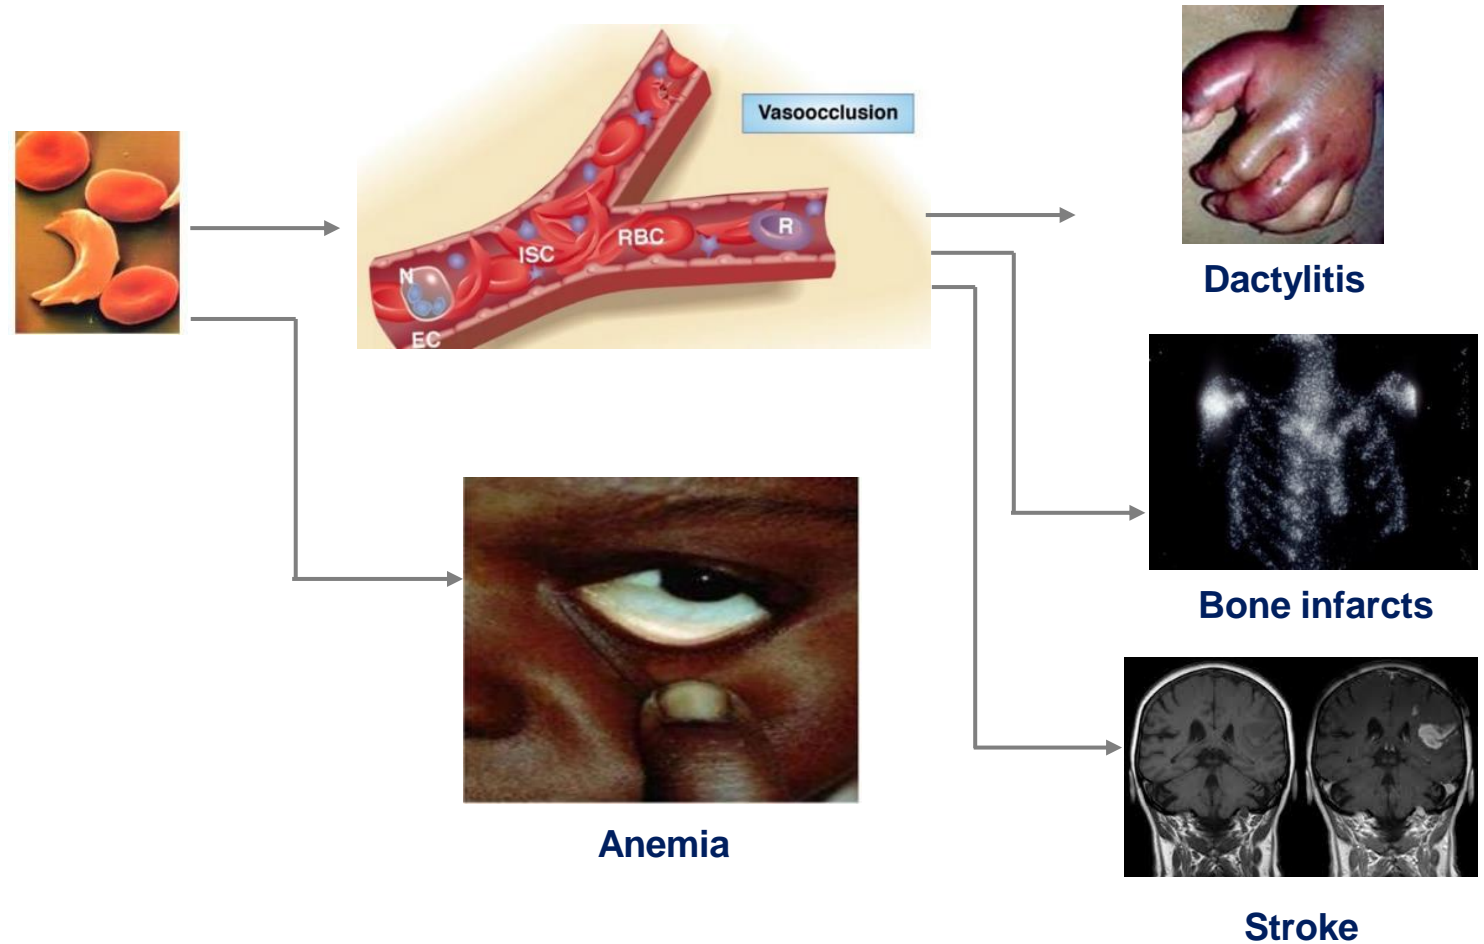 Vasoocclusion
R
RBC
ISC
N
EC
Dactylitis
Bone infarcts
Anemia
Stroke